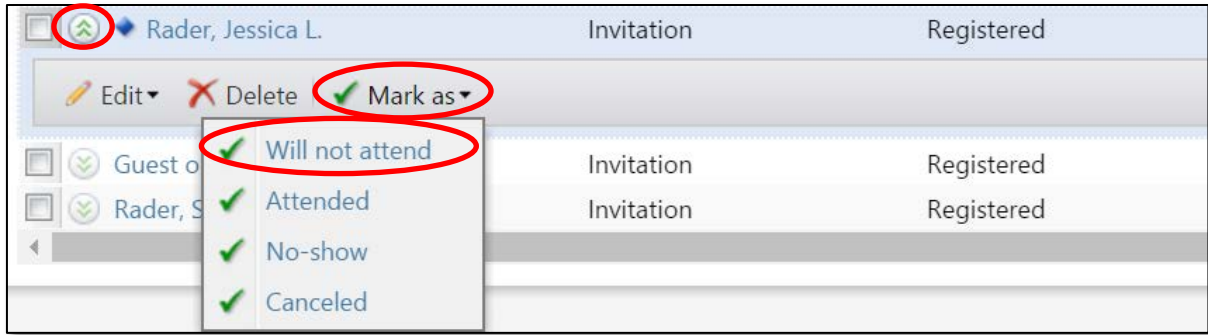 Rader, Jessica L. Invitation Registered
Edit Delete Mark as
Will not attend
Guest o Invitation Registered
Attended
Rader, S Invitation Registered
No-show
Canceled